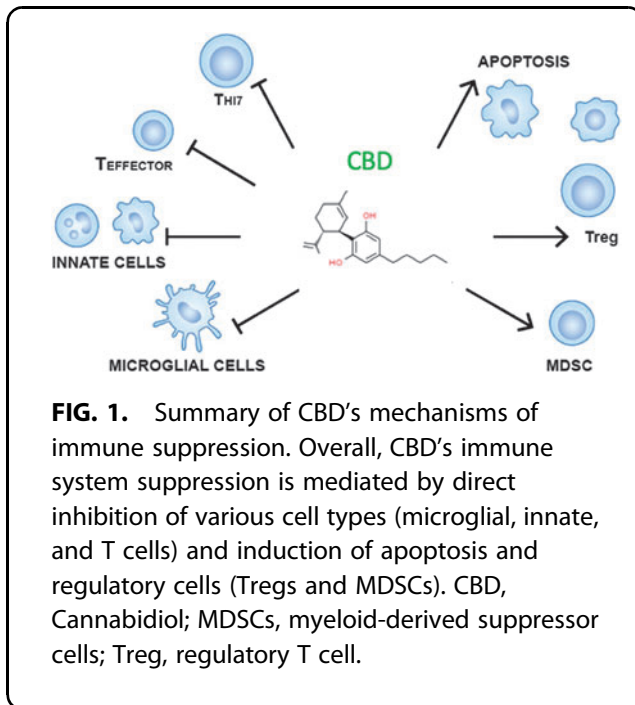 APOPTOSIS
TH17
CBD
TEFFECTOR
OH
Treg
INNATE CELLS
HO
MICROGLIAL CELLS
MDSC
FIG. 1. Summary of CBD's mechanisms of
immune suppression. Overall, CBD's immune
system suppression is mediated by direct
inhibition of various cell types (microglial, innate,
and T cells) and induction of apoptosis and
regulatory cells (Tregs and MDSCs). CBD,
Cannabidiol; MDSCs, myeloid-derived suppressor
cells; Treg, regulatory T cell.